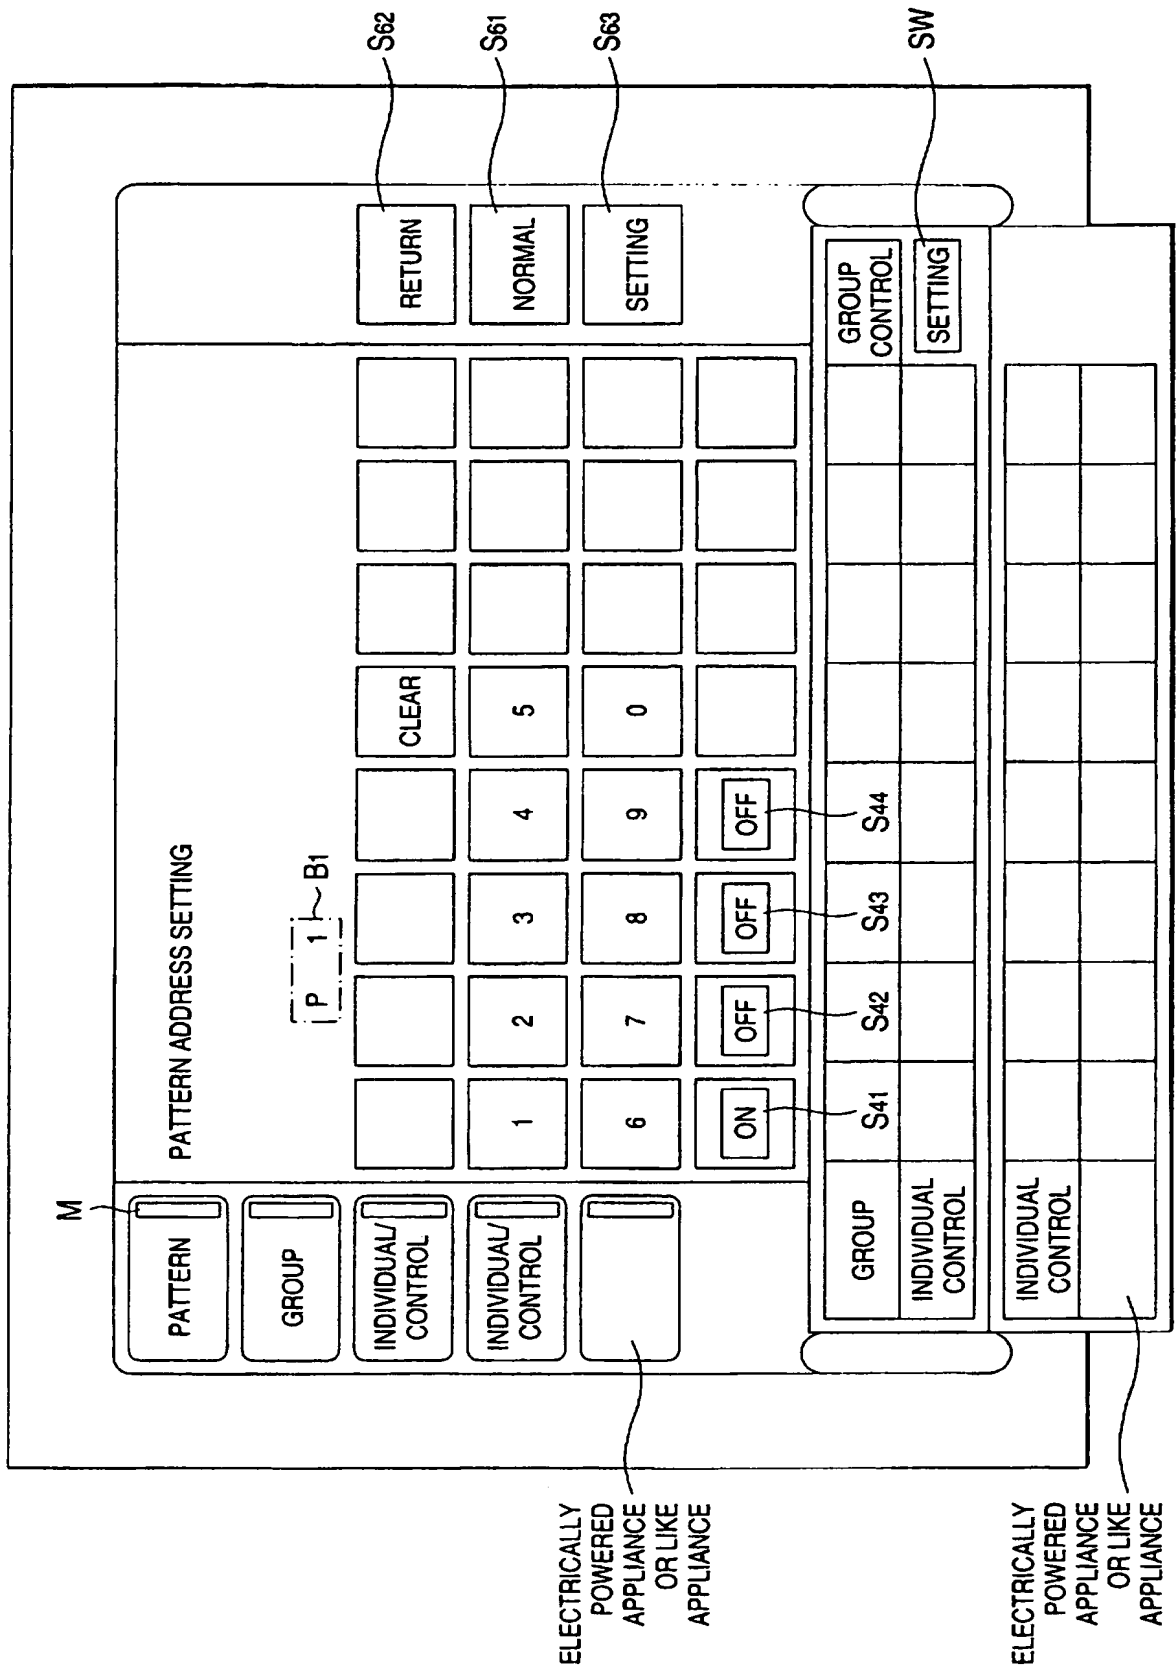 M
S62
S61
S63
SW
PATTERN
GROUP
INDIVIDUAL/
CONTROL
INDIVIDUAL/
CONTROL
PATTERN ADDRESS SETTING
P 1
B1
CLEAR
1 2 3 4 5
6 7 8 9 0
ON OFF OFF OFF
RETURN
NORMAL
SETTING
ELECTRICALLY
POWERED
APPLIANCE
OR LIKE
APPLIANCE
GROUP
S41 S42 S43 S44
GROUP
CONTROL
INDIVIDUAL
CONTROL
SETTING
INDIVIDUAL
CONTROL
ELECTRICALLY
POWERED
APPLIANCE
OR LIKE
APPLIANCE